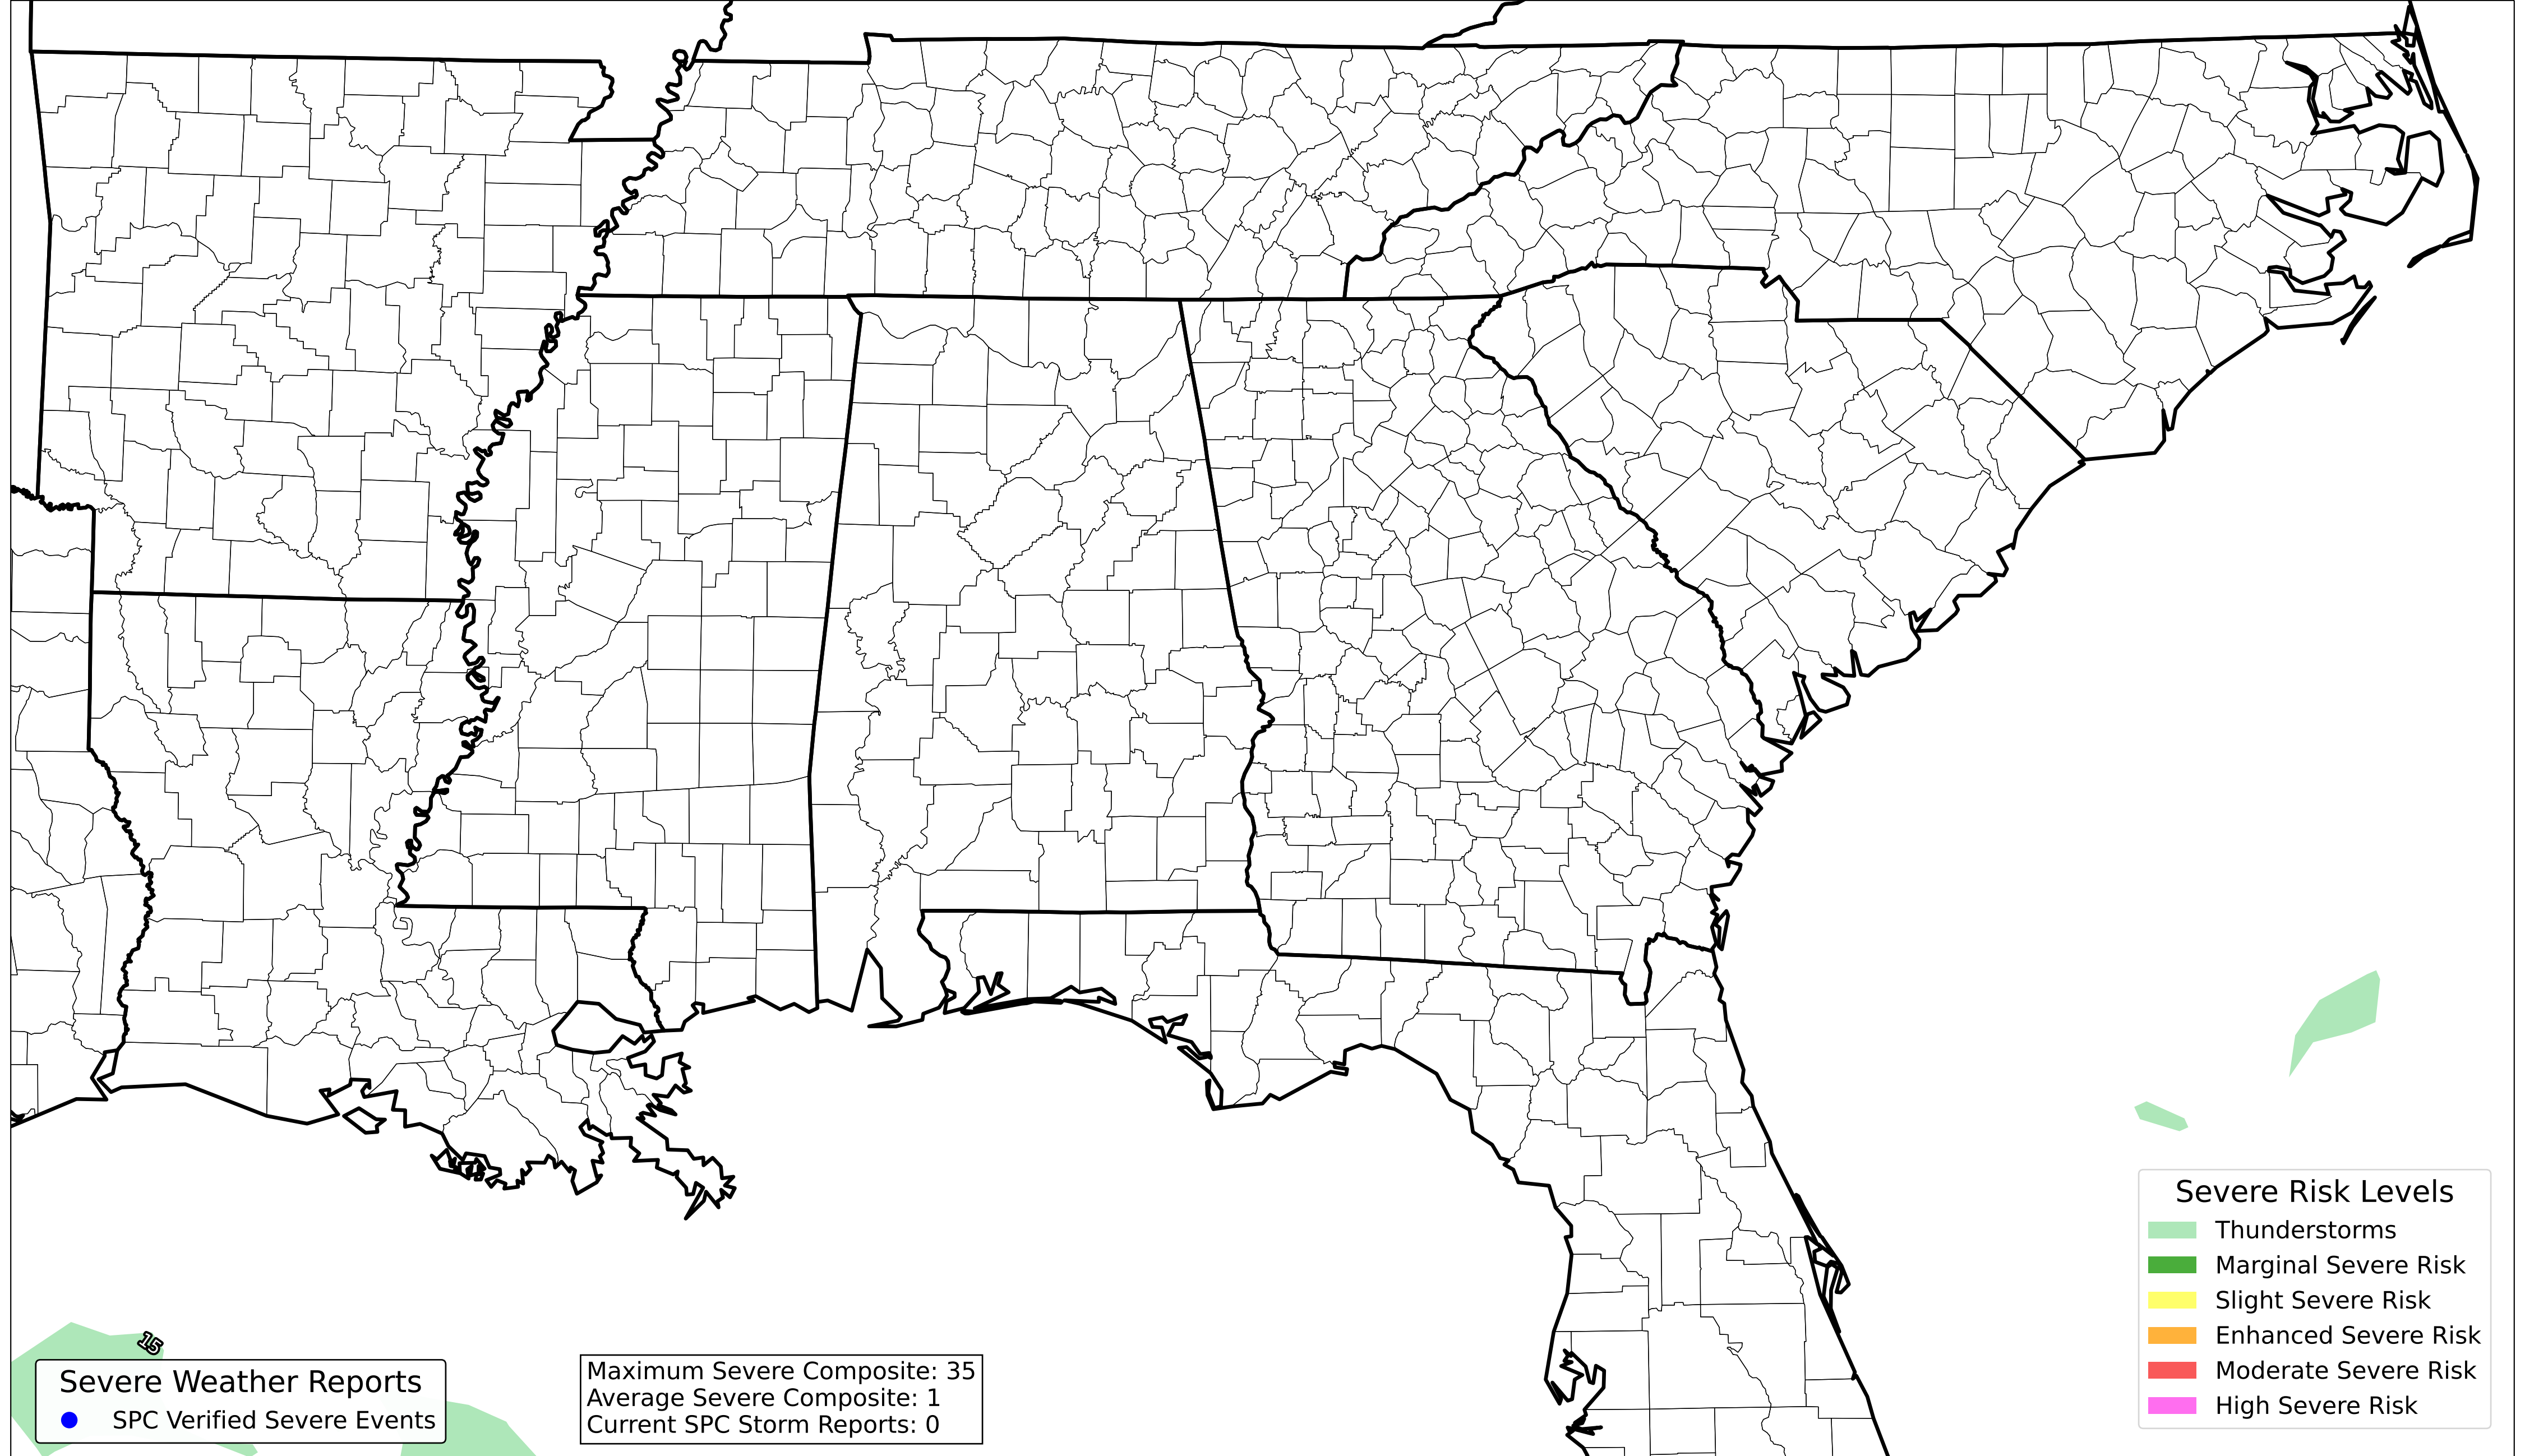 15
Severe Weather Reports
SPC Verified Severe Events
Maximum Severe Composite: 35
Average Severe Composite: 1
Current SPC Storm Reports: 0
Severe Risk Levels
Thunderstorms
Marginal Severe Risk
Slight Severe Risk
Enhanced Severe Risk
Moderate Severe Risk
High Severe Risk